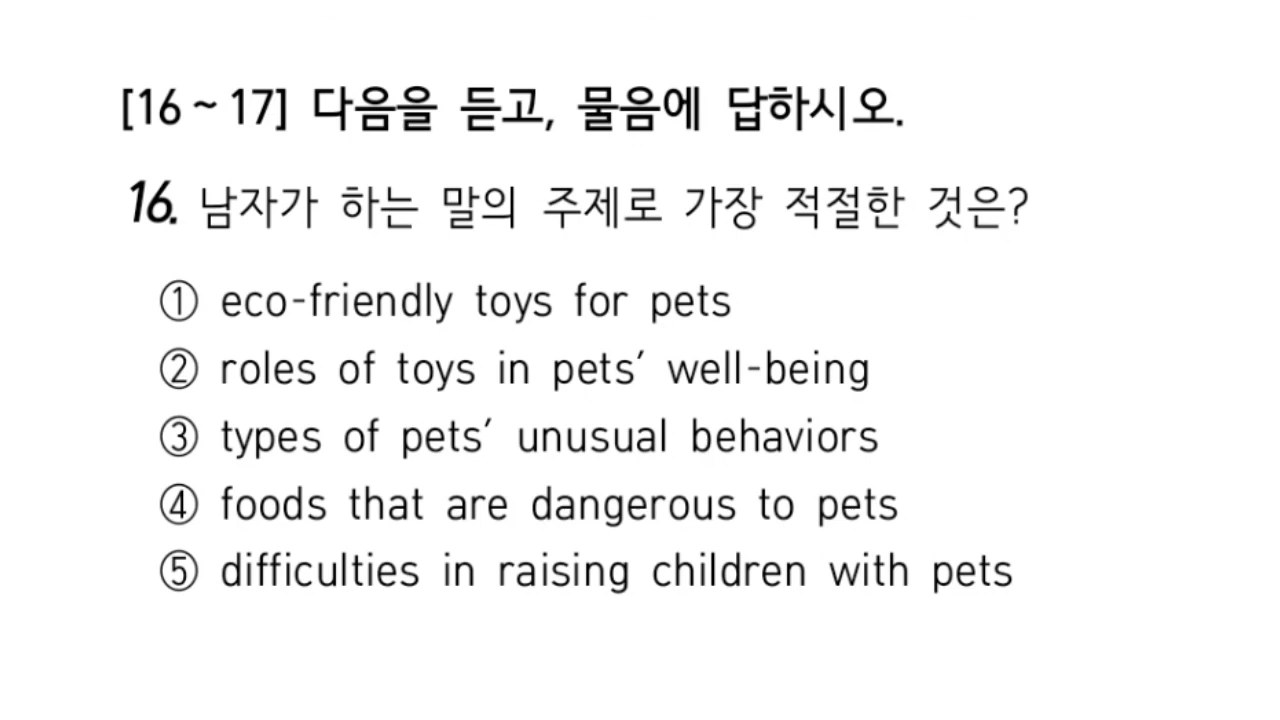 [16 ~ 17] 다음을 듣고, 물음에 답하시오.
16. 남자가 하는 말의 주제로 가장 적절한 것은?
① eco-friendly toys for pets
② roles of toys in pets’ well-being
③ types of pets’ unusual behaviors
④ foods that are dangerous to pets
⑤ difficulties in raising children with pets